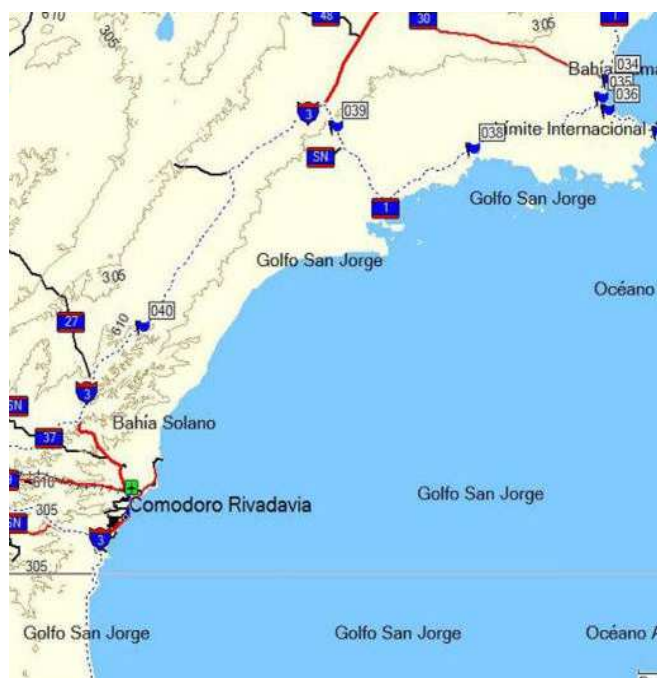 610
305
48
30
3.05
1
034
Bahía
035
036
3
039
Límite Internacional
SN
038
1
Golfo San Jorge
Golfo San Jorge
305
Océano
610
040
27
3
SN
Bahía Solano
37
610
Golfo San Jorge
Comodoro Rivadavia
305
SN
3
305
Golfo San Jorge
Golfo San Jorge
Océano A